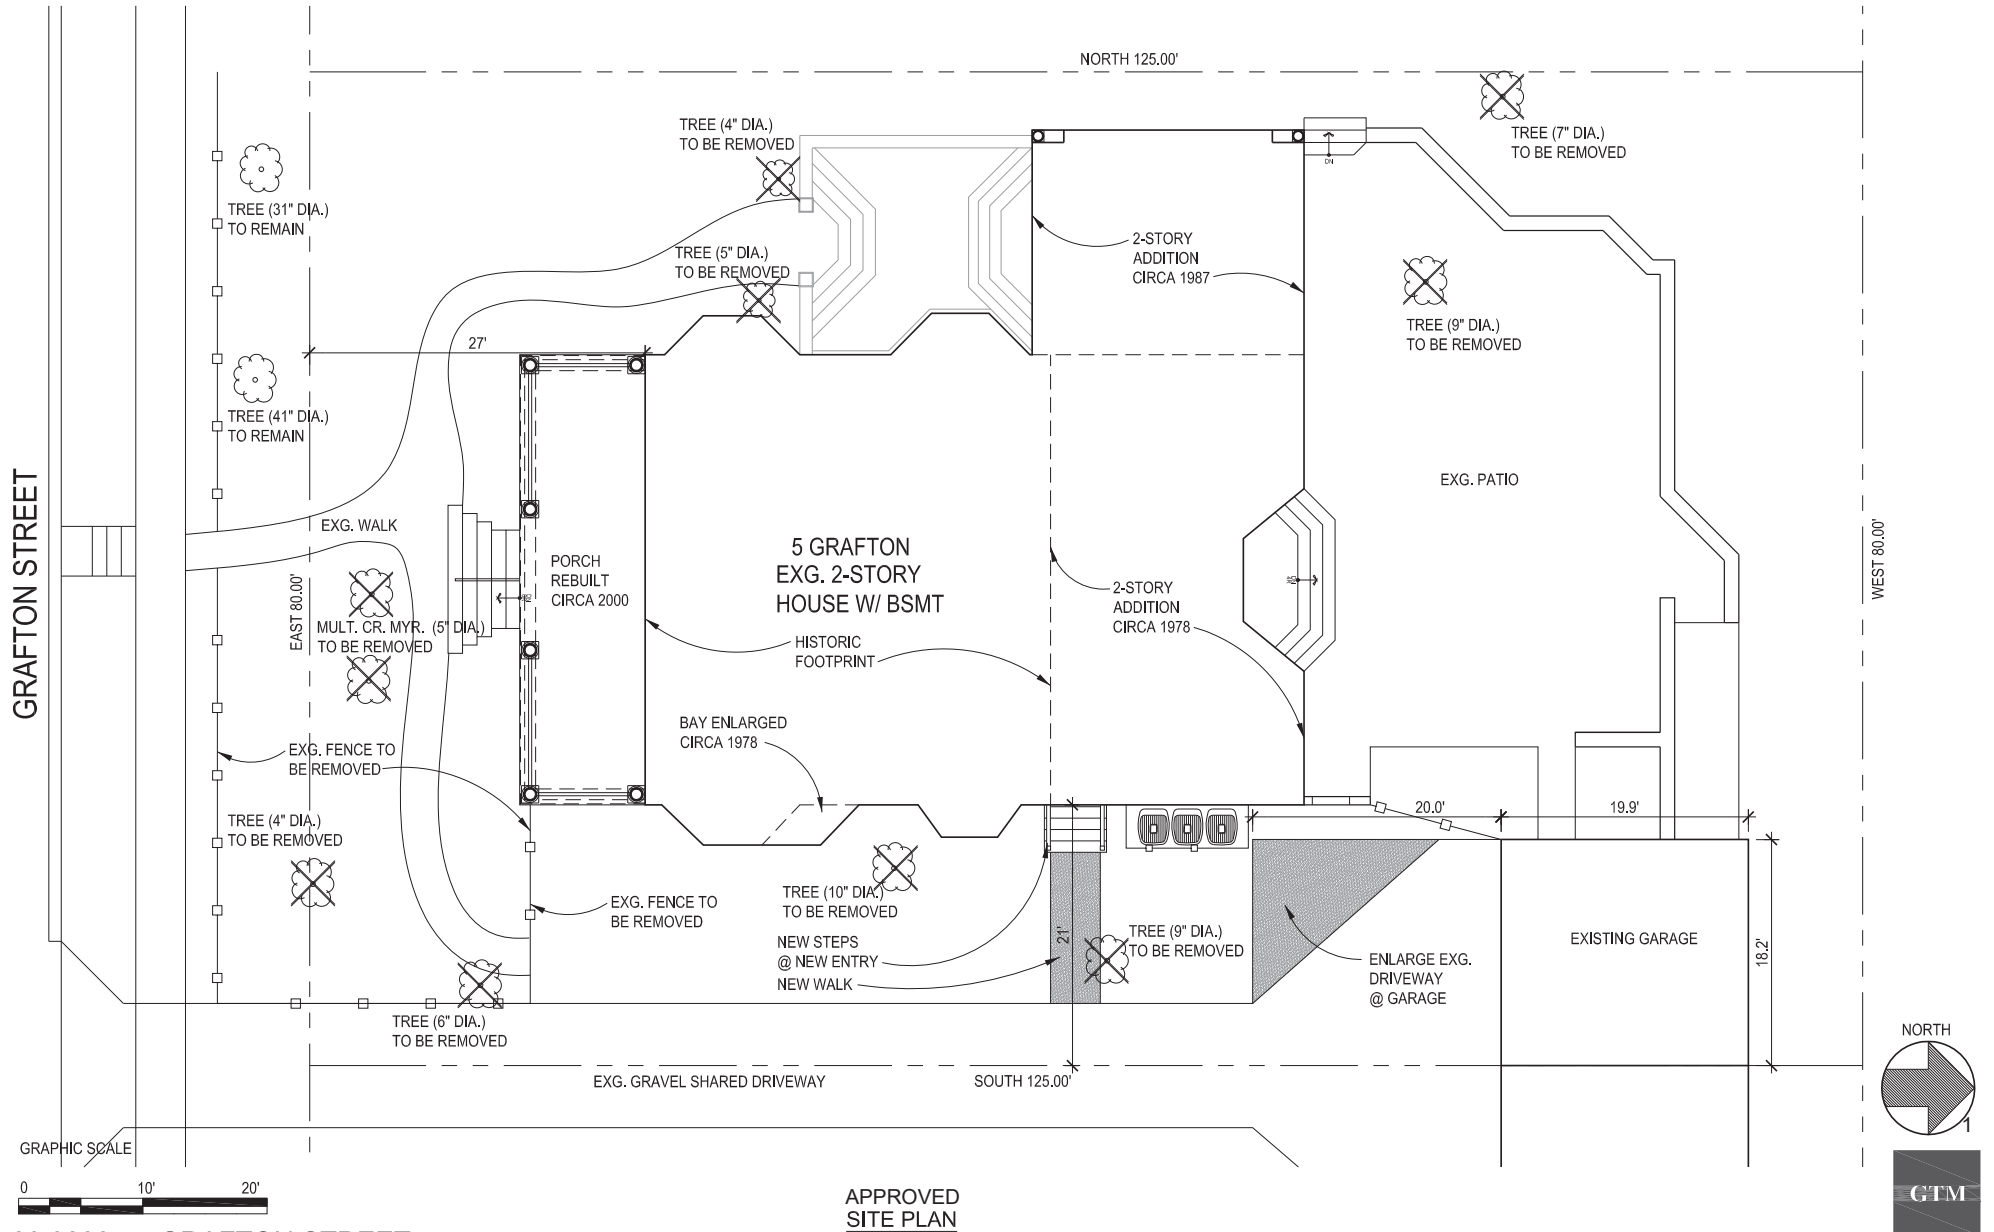 NORTH 125.00'
TREE (4" DIA.)
TO BE REMOVED
TREE (7" DIA.)
TO BE REMOVED
TREE (31" DIA.)
TO REMAIN
DN
2-STORY
ADDITION
CIRCA 1987
TREE (5" DIA.)
TO BE REMOVED
TREE (9" DIA.)
TO BE REMOVED
27'
TREE (41" DIA.)
TO REMAIN
EXG. PATIO
GRAFTON STREET
EXG. WALK
EAST 80.00'
WEST 80.00'
PORCH
REBUILT
CIRCA 2000
5 GRAFTON
EXG. 2-STORY
HOUSE W/ BSMT
2-STORY
ADDITION
CIRCA 1978
MULT. CR. MYR. (5" DIA.)
TO BE REMOVED
HISTORIC
FOOTPRINT
BAY ENLARGED
CIRCA 1978
EXG. FENCE TO
BE REMOVED
20.0'
19.9'
TREE (4" DIA.)
TO BE REMOVED
EXG. FENCE TO
BE REMOVED
TREE (10" DIA.)
TO BE REMOVED
NEW STEPS
@ NEW ENTRY
NEW WALK
21'
TREE (9" DIA.)
TO BE REMOVED
ENLARGE EXG.
DRIVEWAY
@ GARAGE
EXISTING GARAGE
18.2'
TREE (6" DIA.)
TO BE REMOVED
EXG. GRAVEL SHARED DRIVEWAY
SOUTH 125.00'
NORTH
1
GRAPHIC SCALE
0 10' 20'
APPROVED
SITE PLAN
GTM